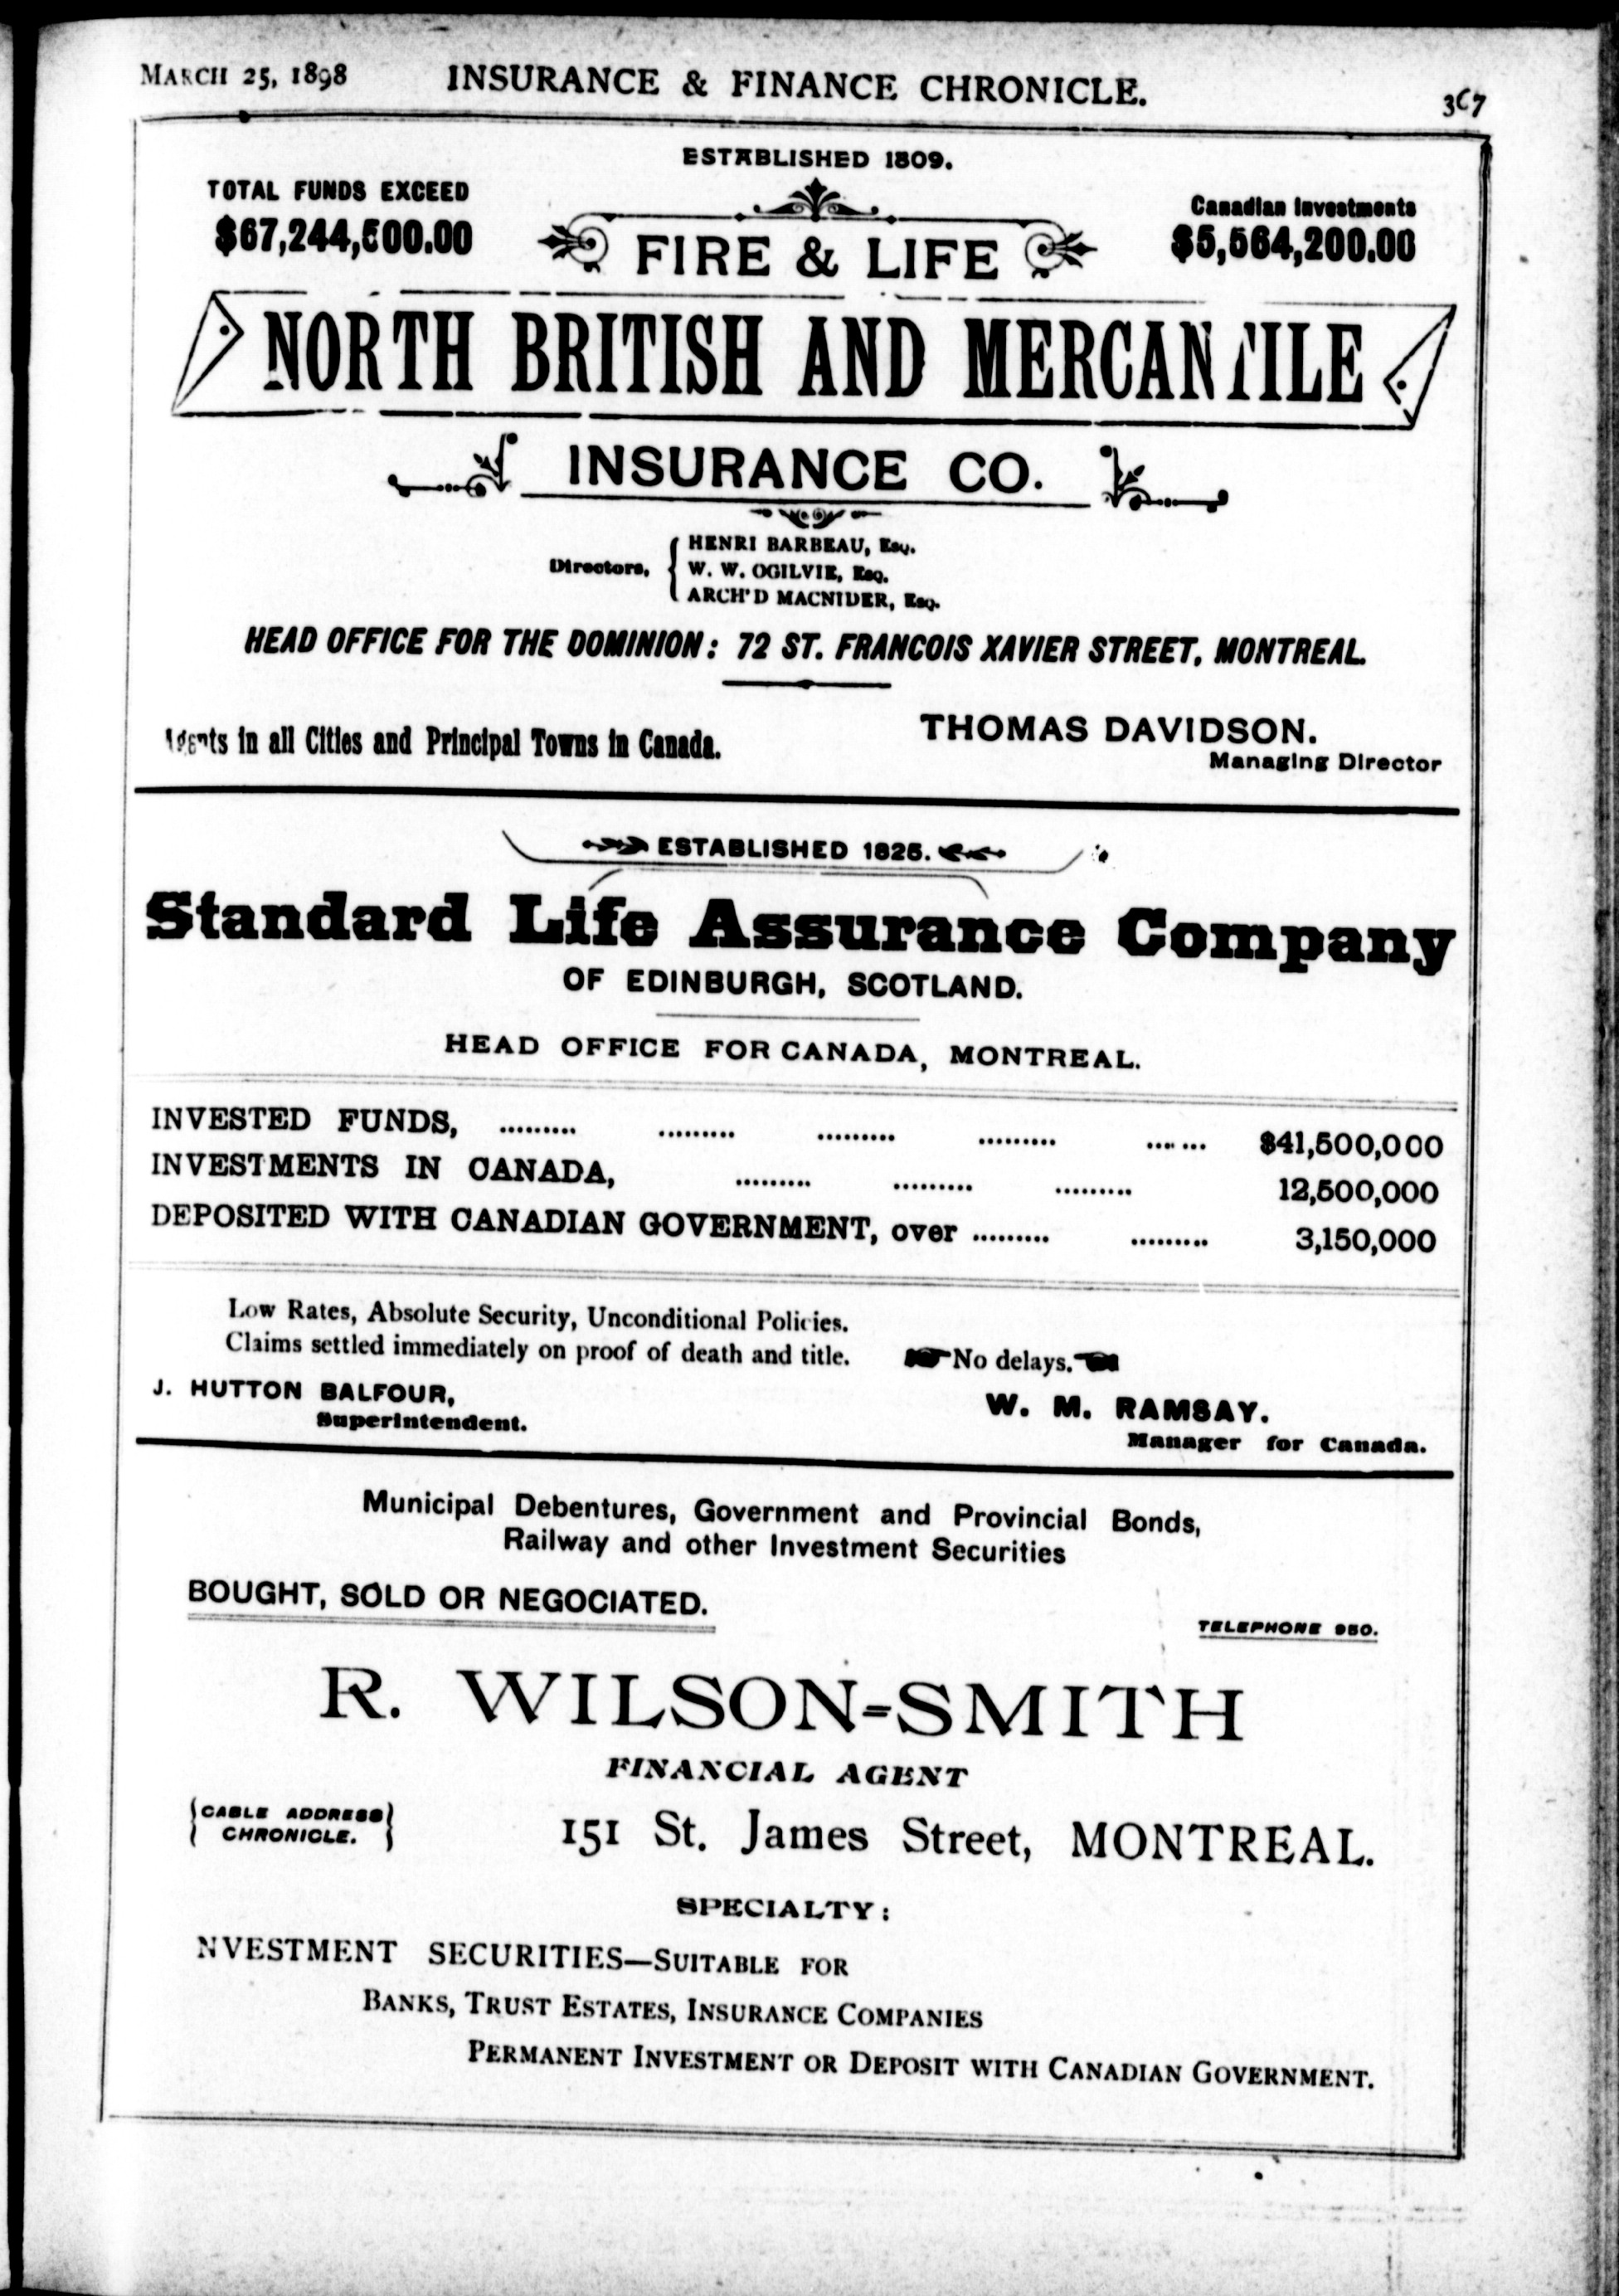 MARCH 25, 1898 INSURANCE & FINANCE CHRONICLE. 367
ESTABLISHED 1809.
TOTAL FUNDS EXCEED
$67,244,500.00
Canadian Investments
$5,564,200.00
FIRE & LIFE
NORTH BRITISH AND MERCANTILE
INSURANCE CO.
Directors,
HENRI BARBEAU, Esq.
W. W. OGILVIE, Esq.
ARCH'D MACNIDER, Esq.
HEAD OFFICE FOR THE DOMINION: 72 ST. FRANCOIS XAVIER STREET, MONTREAL.
Agents in all Cities and Principal Towns in Canada.
THOMAS DAVIDSON.
Managing Director
ESTABLISHED 1825.
Standard Life Assurance Company
OF EDINBURGH, SCOTLAND.
HEAD OFFICE FOR CANADA, MONTREAL.
INVESTED FUNDS, ......... ......... ......... ......... ....... $41,500,000
INVESTMENTS IN CANADA, ......... ......... ......... 12,500,000
DEPOSITED WITH CANADIAN GOVERNMENT, over ......... ......... 3,150,000
Low Rates, Absolute Security, Unconditional Policies.
Claims settled immediately on proof of death and title. No delays.
J. HUTTON BALFOUR,
Superintendent.
W. M. RAMSAY.
Manager for Canada.
Municipal Debentures, Government and Provincial Bonds,
Railway and other Investment Securities
BOUGHT, SOLD OR NEGOCIATED.
TELEPHONE 950.
R. WILSON-SMITH
FINANCIAL AGENT
CABLE ADDRESS
CHRONICLE.
151 St. James Street, MONTREAL.
SPECIALTY:
NVESTMENT SECURITIES—SUITABLE FOR
BANKS, TRUST ESTATES, INSURANCE COMPANIES
PERMANENT INVESTMENT OR DEPOSIT WITH CANADIAN GOVERNMENT.